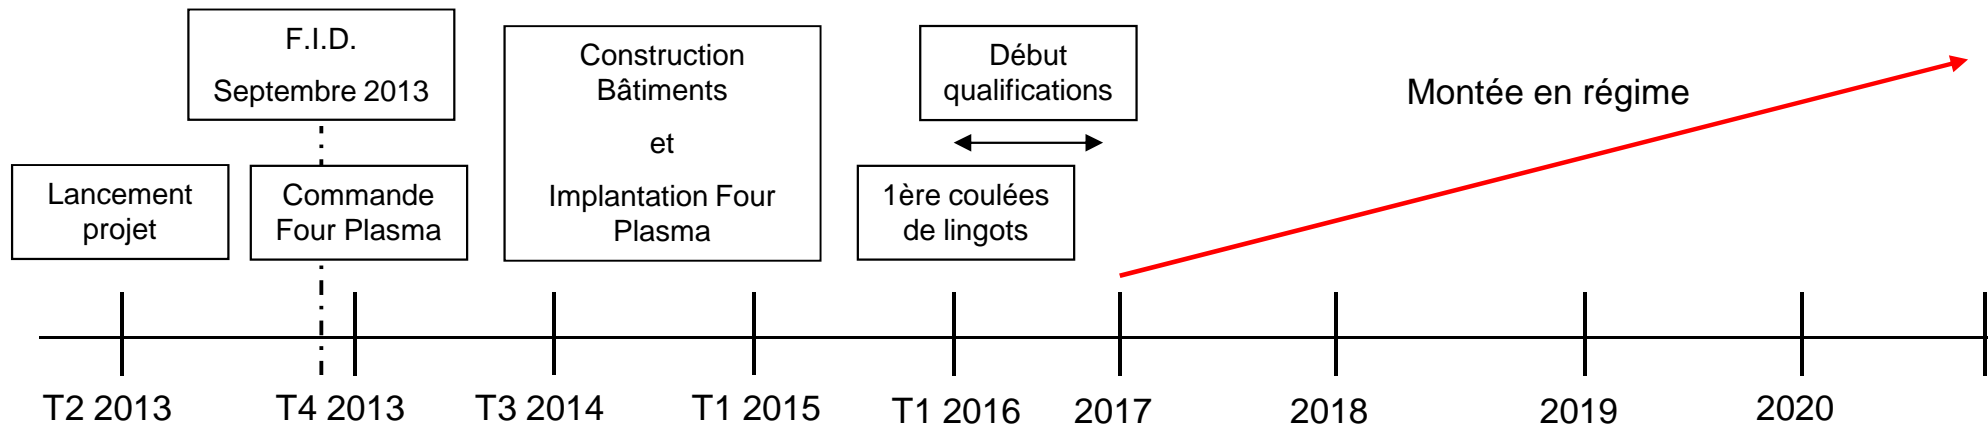 F.I.D.
Septembre 2013
Construction
Bâtiments
et
Implantation Four
Plasma
Début
qualifications
Montée en régime
Lancement
projet
Commande
Four Plasma
1ère coulées
de lingots
T2 2013
T4 2013
T3 2014
T1 2015
T1 2016
2017
2018
2019
2020